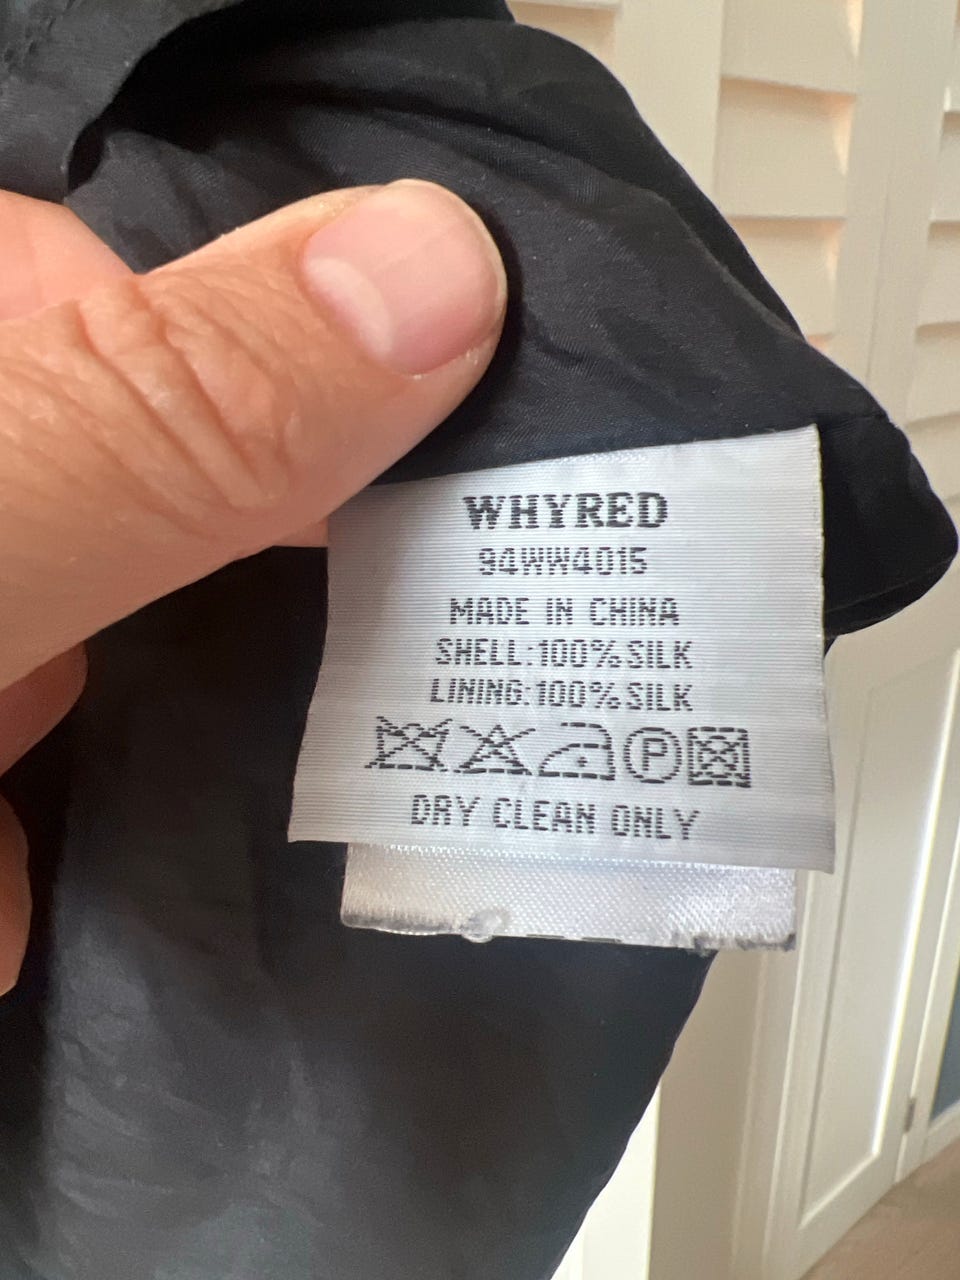 WHYRED
94WW4015
MADE IN CHINA
SHELL:100%SILK
LINING:100%SILK
P
DRY CLEAN ONLY